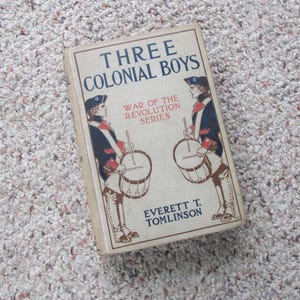 THREE
COLONIAL BOYS
WAR OF THE
REVOLUTION
SERIES
EVERETT T.
TOMLINSON